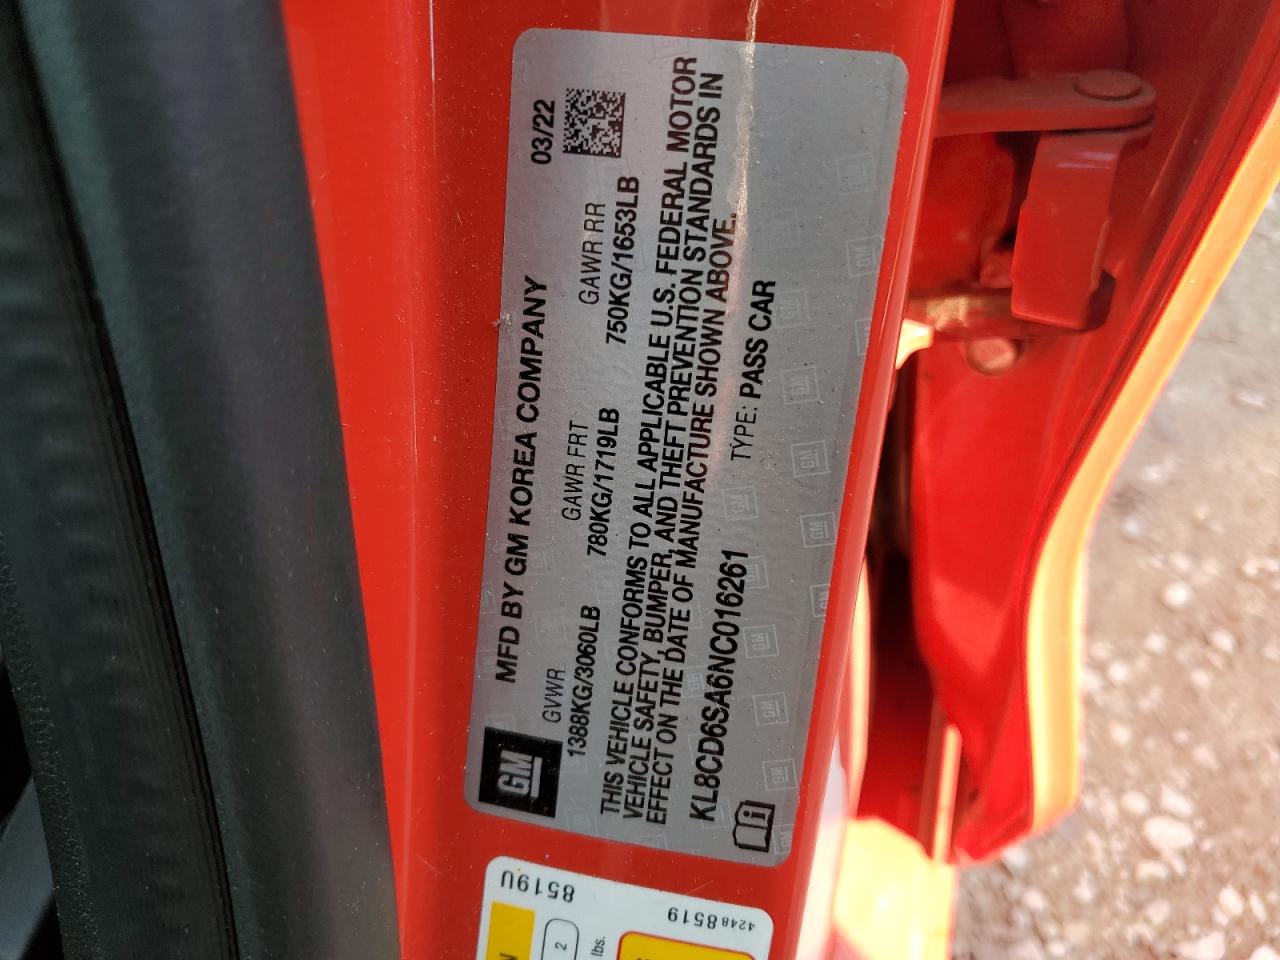 MFD BY GM KOREA COMPANY 03/22
GM
GVWR GAWR FRT GAWR RR
1388KG/3060LB 780KG/1719LB 750KG/1653LB
THIS VEHICLE CONFORMS TO ALL APPLICABLE U.S. FEDERAL MOTOR
VEHICLE SAFETY, BUMPER, AND THEFT PREVENTION STANDARDS IN
EFFECT ON THE DATE OF MANUFACTURE SHOWN ABOVE.
KL8CD6SA6NC016261 TYPE: PASS CAR
8519U
8519
42488519
2
lbs.